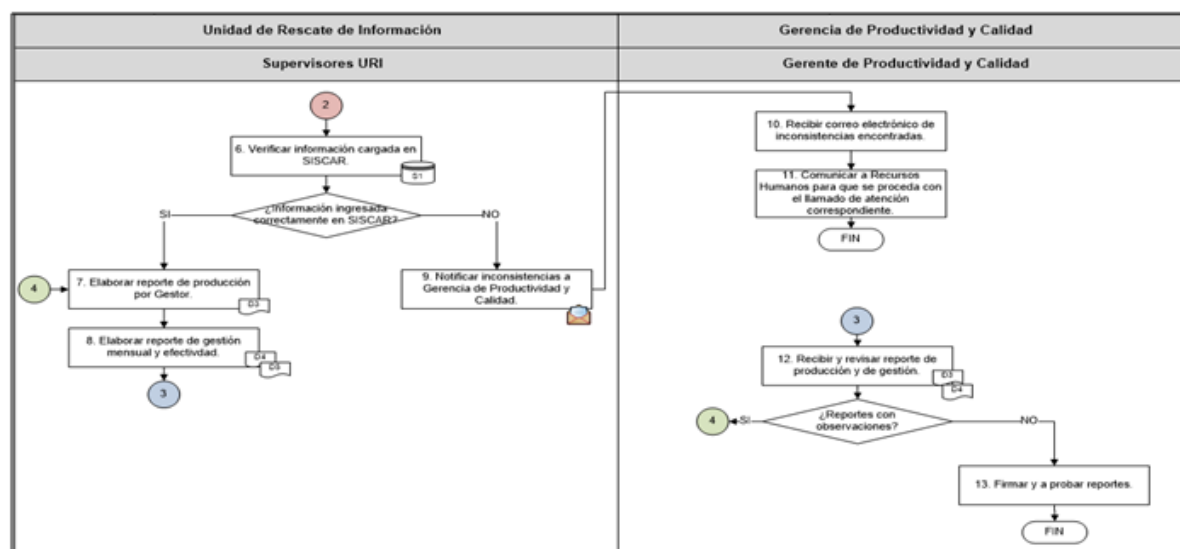 Unidad de Rescate de Información
Gerencia de Productividad y Calidad
Supervisores URI
Gerente de Productividad y Calidad
2
6. Verificar información cargada en
SISCAR.
S1
¿Información ingresada
correctamente en SISCAR?
SI
NO
4
7. Elaborar reporte de producción
por Gestor.
D3
8. Elaborar reporte de gestión
mensual y efectivdad.
D4
3
9. Notificar inconsistencias a
Gerencia de Productividad y
Calidad.
10. Recibir correo electrónico de
inconsistencias encontradas.
11. Comunicar a Recursos
Humanos para que se proceda con
el llamado de atención
correspondiente.
FIN
3
12. Recibir y revisar reporte de
producción y de gestión.
D3
D4
¿Reportes con
observaciones?
SI
4
NO
13. Firmar y a probar reportes.
FIN